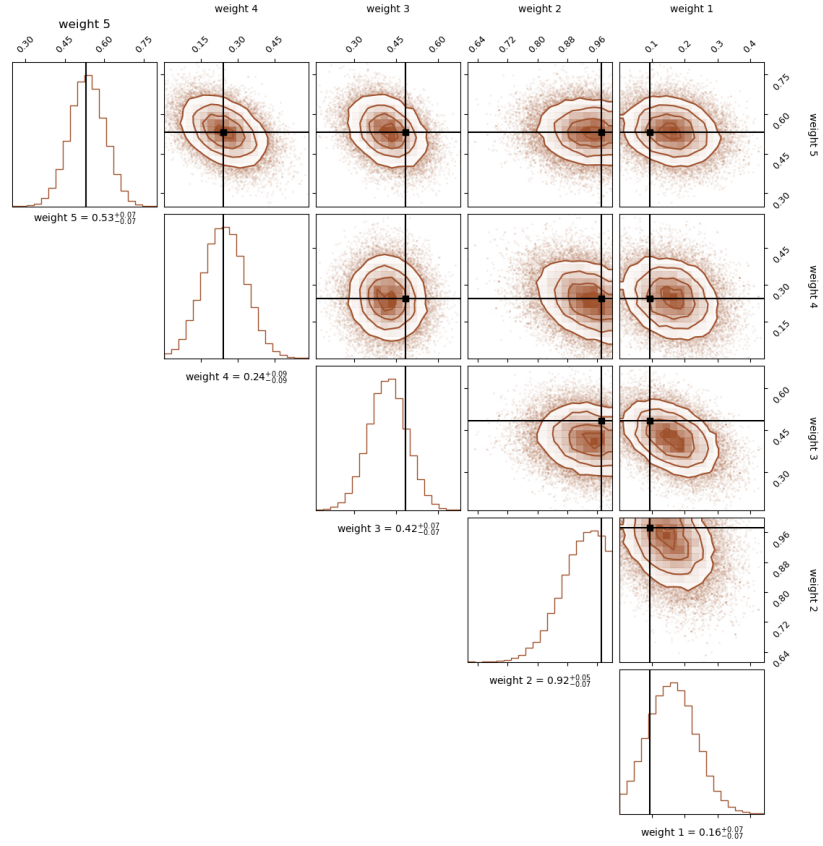 weight 4 weight 3 weight 2 weight 1
weight 5
0.30 0.45 0.60 0.75
0.15 0.30 0.45
0.30 0.45 0.60
0.64 0.72 0.80 0.88 0.96
0.1 0.2 0.3 0.4
0.75
0.60
0.45
0.30
weight 5
weight 5 = 0.53 +0.07 -0.07
0.45
0.30
0.15
weight 4
weight 4 = 0.24 +0.09 -0.09
0.60
0.45
0.30
weight 3
weight 3 = 0.42 +0.07 -0.07
0.96
0.88
0.80
0.72
0.64
weight 2
weight 2 = 0.92 +0.05 -0.07
weight 1 = 0.16 +0.07 -0.07